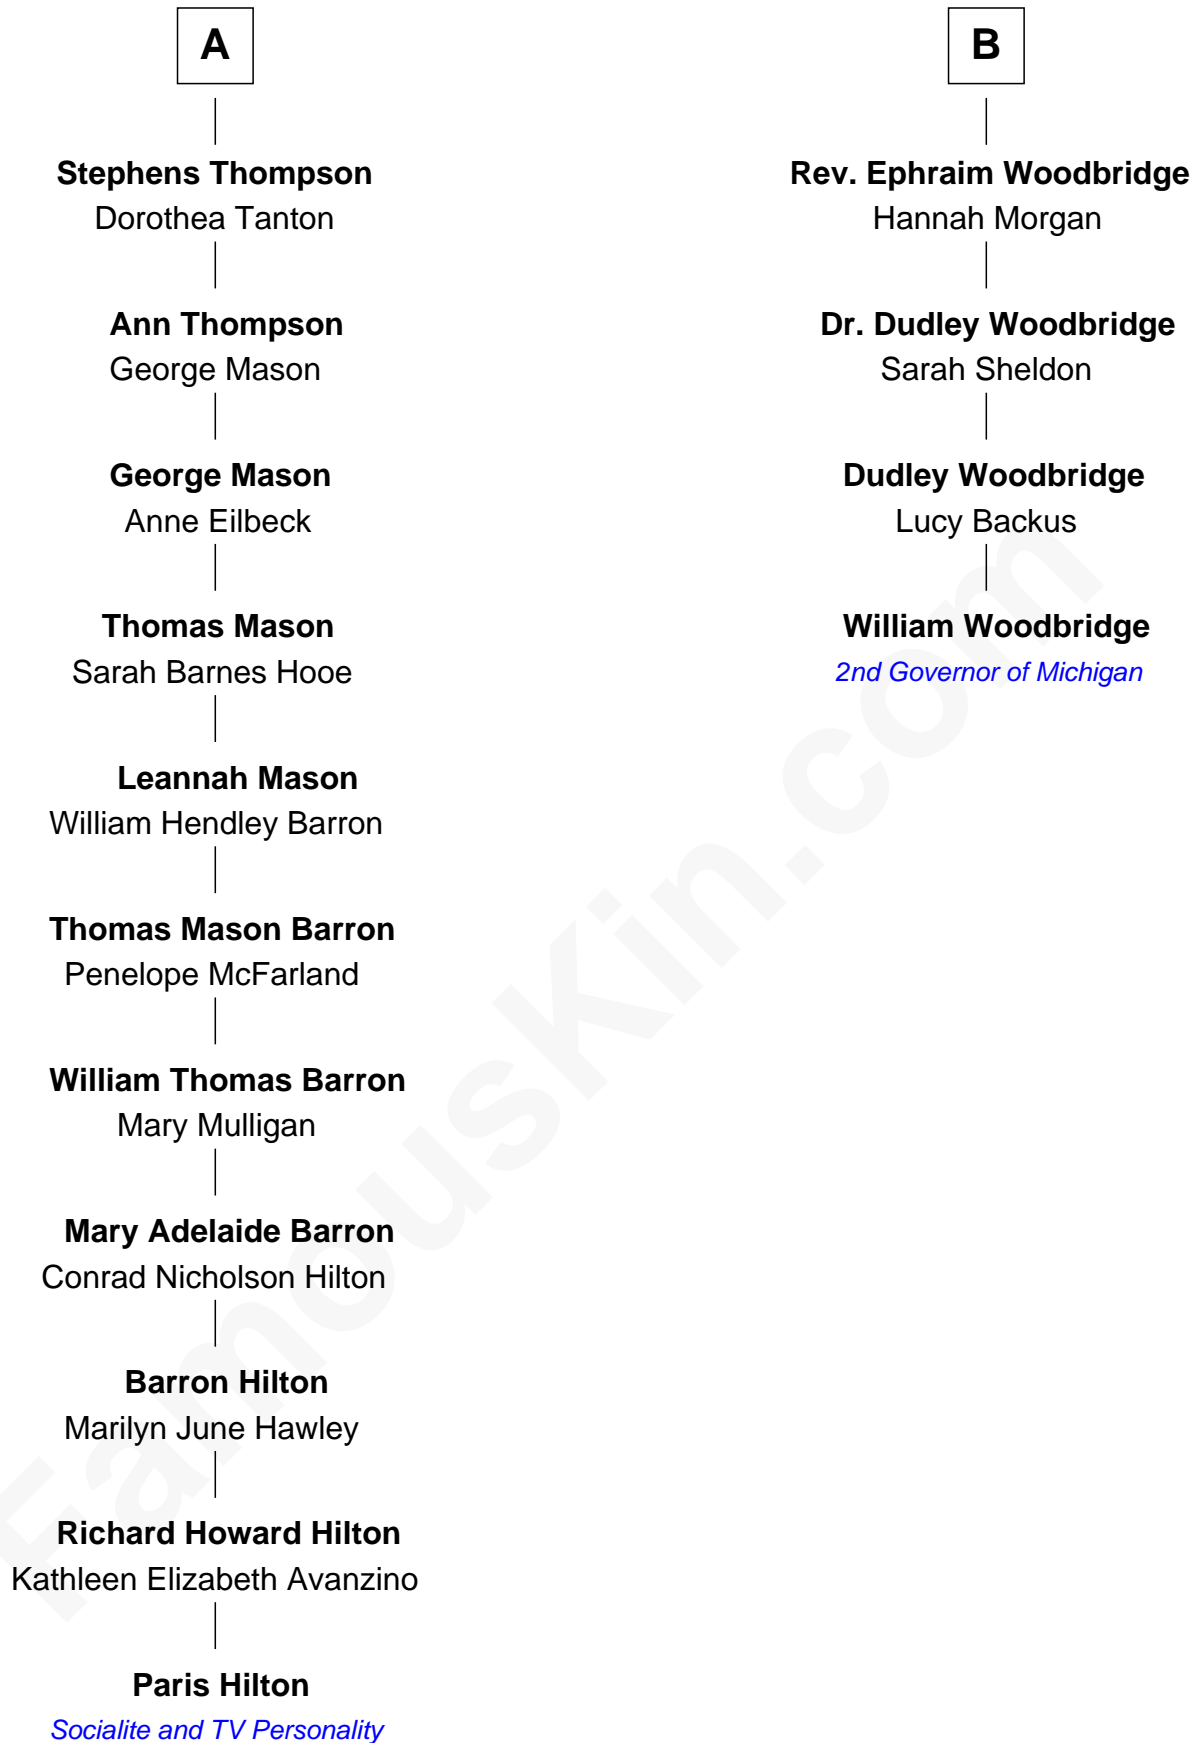 A
Stephens Thompson
Dorothea Tanton
Ann Thompson
George Mason
George Mason
Anne Eilbeck
Thomas Mason
Sarah Barnes Hooe
Leannah Mason
William Hendley Barron
Thomas Mason Barron
Penelope McFarland
William Thomas Barron
Mary Mulligan
Mary Adelaide Barron
Conrad Nicholson Hilton
Barron Hilton
Marilyn June Hawley
Richard Howard Hilton
Kathleen Elizabeth Avanzino
Paris Hilton
Socialite and TV Personality
B
Rev. Ephraim Woodbridge
Hannah Morgan
Dr. Dudley Woodbridge
Sarah Sheldon
Dudley Woodbridge
Lucy Backus
William Woodbridge
2nd Governor of Michigan
FamousKin.com